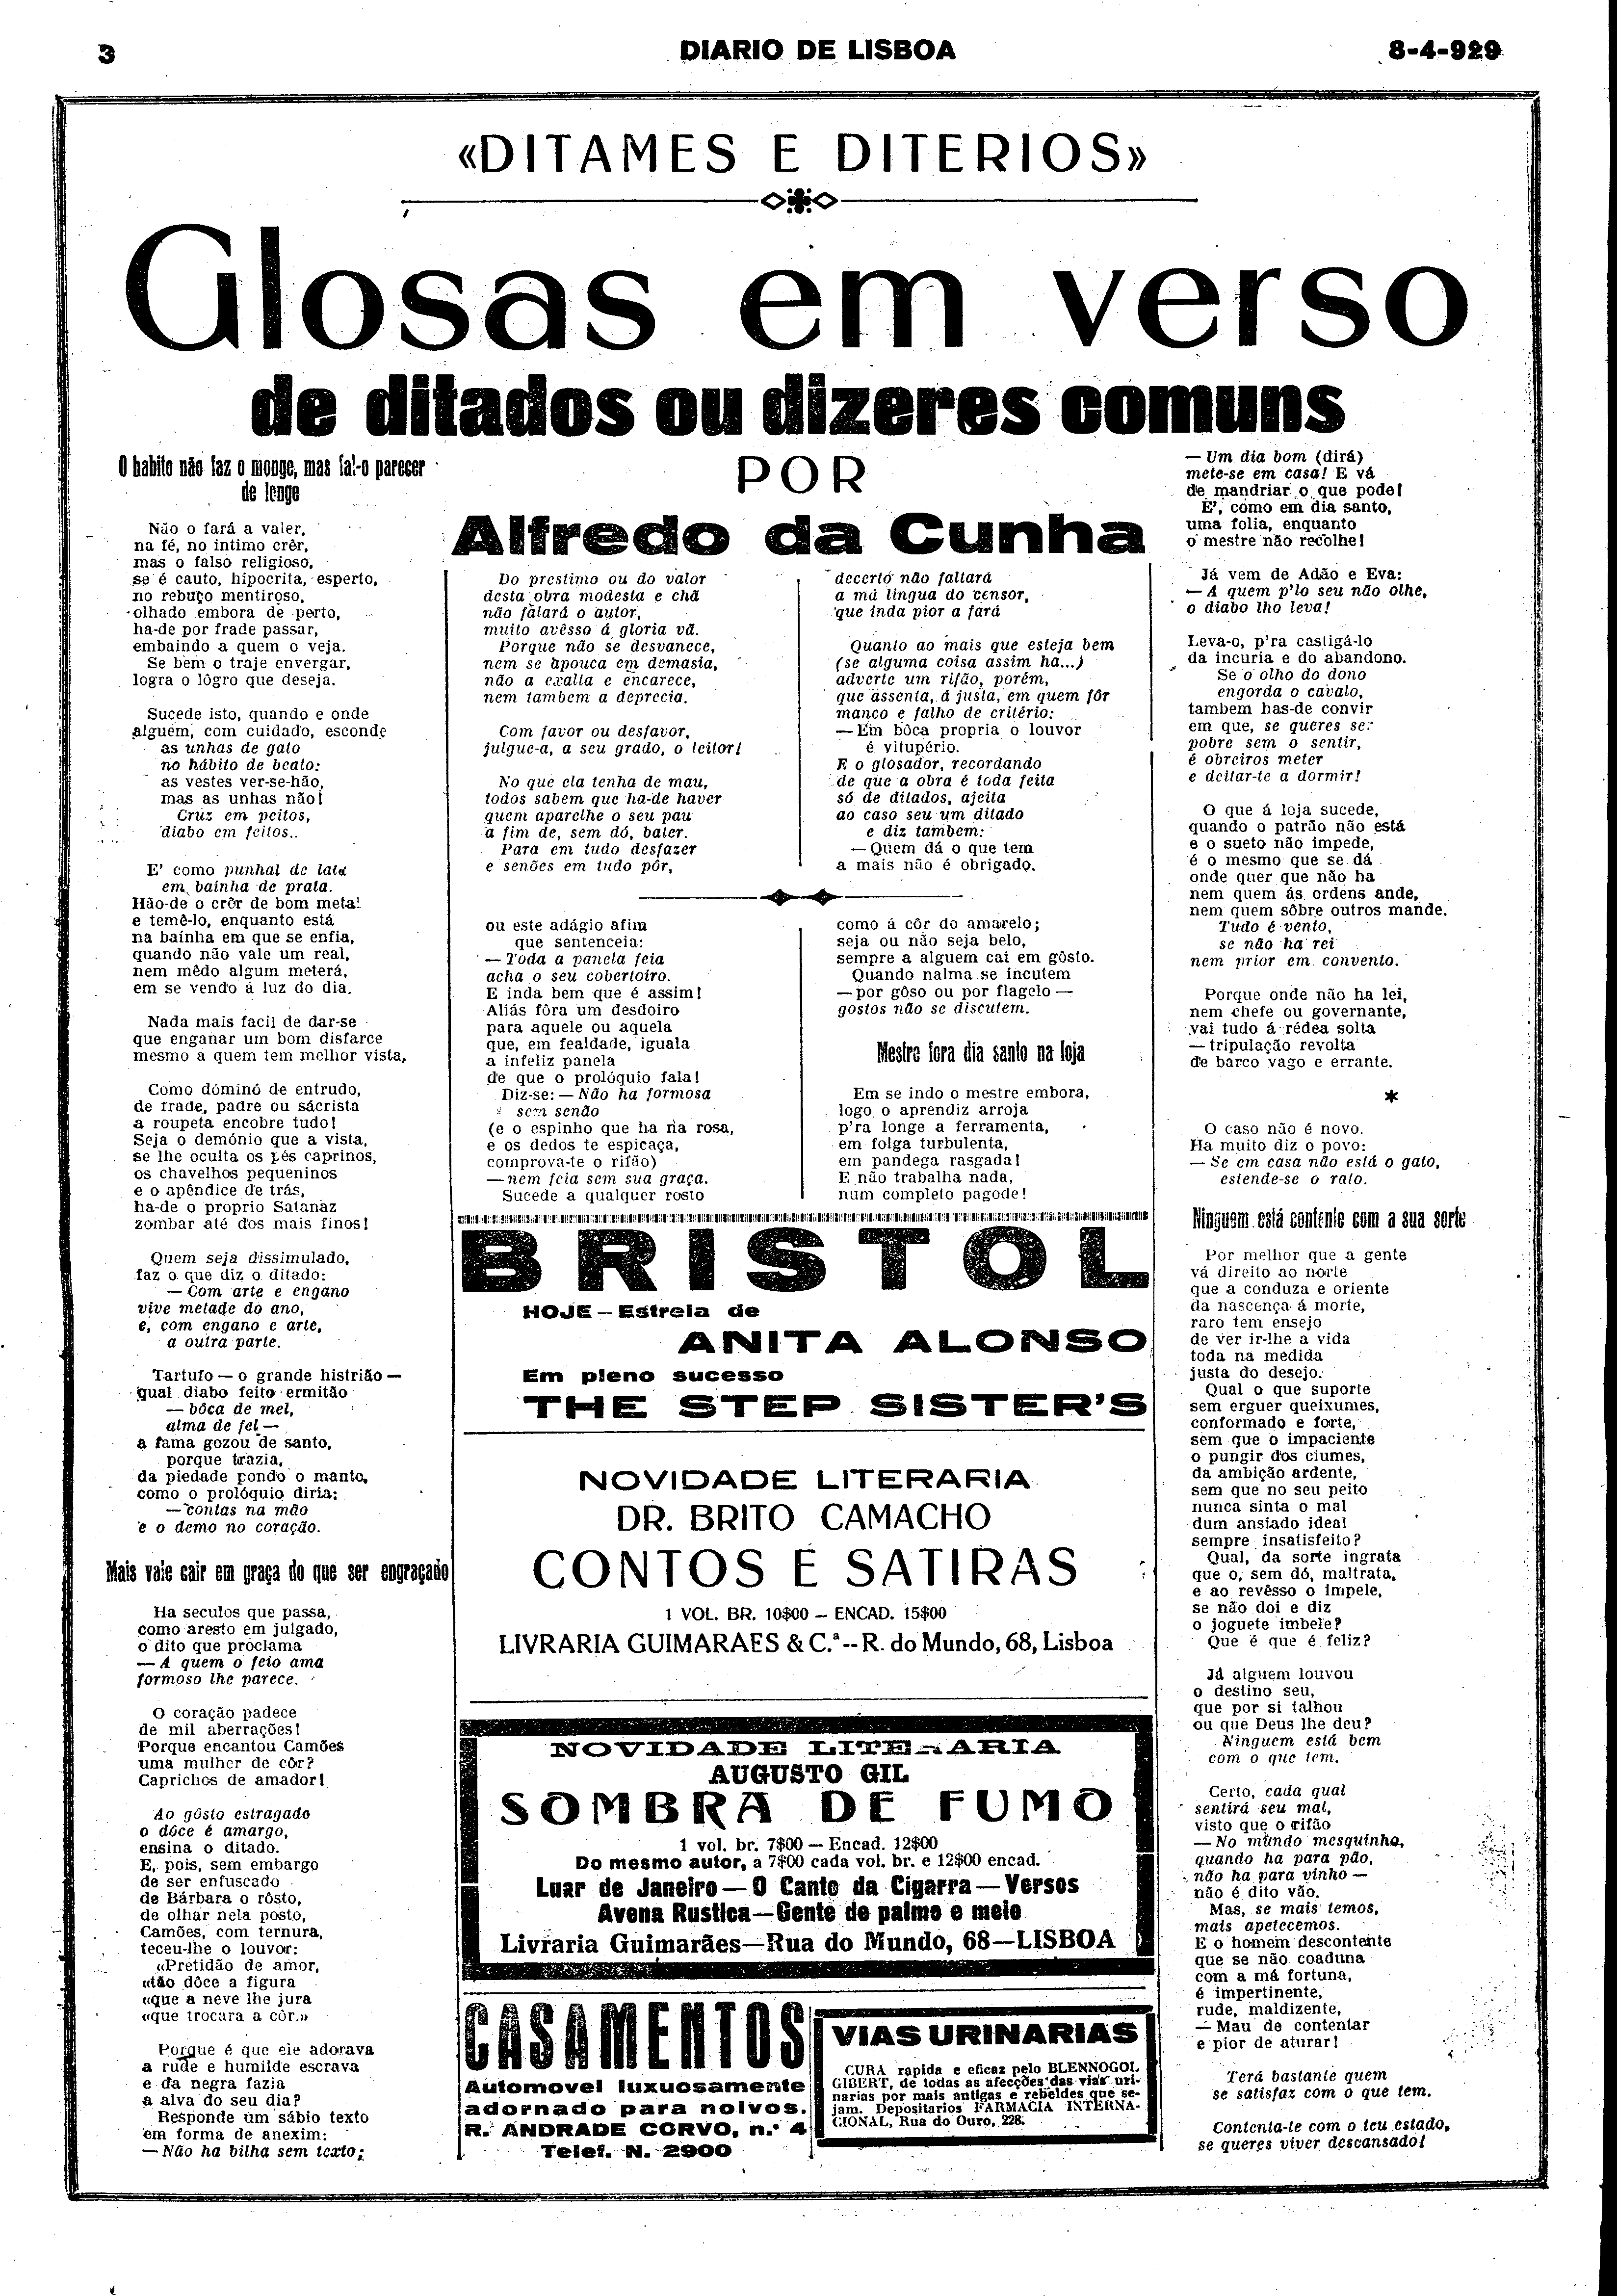 3
DIARIO DE LISBOA
8-4-929
«DITAMES E DITERIOS»
Glosas em verso
de ditados ou dizeres comuns
POR
Alfredo da Cunha
O habito não faz o monge, mas fá-l-o parecer
de longe
Não o fará a valer,
na fé, no intimo crêr,
mas o falso religioso,
se é cauto, hipocrita, esperto,
no rebuço mentiroso,
olhado embora de perto,
ha-de por frade passar,
embaindo a quem o veja.
Se bem o traje envergar,
logra o lôgro que deseja.
Sucede isto, quando e onde
alguem, com cuidado, esconde
as unhas de gato
no hábito de beato:
as vestes ver-se-hão,
mas as unhas não!
Cruz em peitos,
diabo em feitos..
E' como punhal de lata
em bainha de prata.
Hão-de o crêr de bom metal
e temê-lo, enquanto está
na bainha em que se enfia,
quando não vale um real,
nem mêdo algum meterá,
em se vendo á luz do dia.
Nada mais facil de dar-se
que enganar um bom disfarce
mesmo a quem tem melhor vista,
Como dóminó de entrudo,
de frade, padre ou sácrista
a roupeta encobre tudo!
Seja o demónio que a vista,
se lhe oculta os pés caprinos,
os chavelhos pequeninos
e o apêndice de trás,
ha-de o proprio Satanaz
zombar até dos mais finos!
Quem seja dissimulado,
faz o que diz o ditado:
— Com arte e engano
vive metade do ano,
e, com engano e arte,
a outra parte.
Tartufo — o grande histrião —
qual diabo feito ermitão
— bôca de mel,
alma de fel —
a fama gozou de santo,
porque trazia,
da piedade pondo o manto,
como o prolóquio diria:
— contas na mão
e o demo no coração.
Mais vale cair em graça do que ser engraçado
Ha seculos que passa,
como aresto em julgado,
o dito que proclama
— A quem o feio ama
formoso lhe parece.
O coração padece
de mil aberrações!
Porque encantou Camões
uma mulher de côr?
Caprichos de amador!
Ao gôsto estragado
o dôce é amargo,
ensina o ditado.
E, pois, sem embargo
de ser enfuscado
de Bárbara o rôsto,
de olhar nela posto,
Camões, com ternura,
teceu-lhe o louvor:
«Pretidão de amor,
«tão dôce a figura
«que a neve lhe jura
«que trocara a côr.»
Porque é que ele adorava
a rude e humilde escrava
e da negra fazia
a alva do seu dia?
Responde um sábio texto
em forma de anexim:
— Não ha bilha sem texto;
Do prestimo ou do valor
desta obra modesta e chã
não falará o autor,
muito avêsso á gloria vã.
Porque não se desvanece,
nem se apouca em demasia,
não a exalta e encarece,
nem tambem a deprecia.
Com favor ou desfavor,
julgue-a, a seu grado, o leitor!
No que ela tenha de mau,
todos sabem que ha-de haver
quem aparelhe o seu pau
a fim de, sem dó, bater.
Para em tudo desfazer
e senões em tudo pôr,
decerto não faltará
a má lingua do censor,
que inda pior a fará
Quanto ao mais que esteja bem
(se alguma coisa assim ha...)
adverte um rifão, porém,
que assenta, á justa, em quem fôr
manco e falho de critério:
— Em bôca propria o louvor
é vitupério.
E o glosador, recordando
de que a obra é toda feita
só de ditados, ajeita
ao caso seu um ditado
e diz tambem:
— Quem dá o que tem
a mais não é obrigado.
ou este adágio afim
que sentenceia:
— Toda a panela feia
acha o seu cobertoiro.
E inda bem que é assim!
Aliás fôra um desdoiro
para aquele ou aquela
que, em fealdade, iguala
a infeliz panela
de que o prolóquio fala!
Diz-se: — Não ha formosa
sem senão
(e o espinho que ha na rosa,
e os dedos te espicaça,
comprova-te o rifão)
— nem feia sem sua graça.
Sucede a qualquer rosto
como á côr do amarelo;
seja ou não seja belo,
sempre a alguem cai em gôsto.
Quando nalma se incutem
— por gôso ou por flagelo —
gostos não se discutem.
Mestre fora dia santo na loja
Em se indo o mestre embora,
logo o aprendiz arroja
p'ra longe a ferramenta,
em folga turbulenta,
em pandega rasgada!
E não trabalha nada,
num completo pagode!
— Um dia bom (dirá)
mete-se em casa! E vá
de mandriar o que pode!
E', como em dia santo,
uma folia, enquanto
o mestre não recolhe!
Já vem de Adão e Eva:
— A quem p'lo seu não olhe,
o diabo lho leva!
Leva-o, p'ra castigá-lo
da incuria e do abandono.
Se o olho do dono
engorda o cavalo,
tambem has-de convir
em que, se queres ser
pobre sem o sentir,
é obreiros meter
e deitar-te a dormir!
O que á loja sucede,
quando o patrão não está
e o sueto não impede,
é o mesmo que se dá
onde quer que não ha
nem quem ás ordens ande,
nem quem sôbre outros mande.
Tudo é vento,
se não ha rei
nem prior em convento.
Porque onde não ha lei,
nem chefe ou governante,
vai tudo á rédea solta
— tripulação revolta
de barco vago e errante.
*
O caso não é novo.
Ha muito diz o povo:
— Se em casa não está o gato,
estende-se o rato.
Ninguem está contente com a sua sorte
Por melhor que a gente
vá direito ao norte
que a conduza e oriente
da nascença á morte,
raro tem ensejo
de ver ir-lhe a vida
toda na medida
justa do desejo.
Qual o que suporte
sem erguer queixumes,
conformado e forte,
sem que o impaciente
o pungir dos ciumes,
da ambição ardente,
sem que no seu peito
nunca sinta o mal
dum ansiado ideal
sempre insatisfeito?
Qual, da sorte ingrata
que o, sem dó, maltrata,
e ao revêsso o impele,
se não doi e diz
o joguete imbele?
Que é que é feliz?
Já alguem louvou
o destino seu,
que por si talhou
ou que Deus lhe deu?
Ninguem está bem
com o que tem.
Certo, cada qual
sentirá seu mal,
visto que o rifão
— No mundo mesquinho,
quando ha para pão,
não ha para vinho —
não é dito vão.
Mas, se mais temos,
mais apetecemos.
E o homem descontente
que se não coaduna
com a má fortuna,
é impertinente,
rude, maldizente,
— Mau de contentar
e pior de aturar!
Terá bastante quem
se satisfaz com o que tem.
Contenta-te com o teu estado,
se queres viver descansado!
BRISTOL
HOJE — Estreia de
ANITA ALONSO
Em pleno sucesso
THE STEP SISTER'S
NOVIDADE LITERARIA
DR. BRITO CAMACHO
CONTOS E SATIRAS
1 VOL. BR. 10$00 — ENCAD. 15$00
LIVRARIA GUIMARAES & C.ª -- R. do Mundo, 68, Lisboa
NOVIDADE LITERARIA
AUGUSTO GIL
SOMBRA DE FUMO
1 vol. br. 7$00 — Encad. 12$00
Do mesmo autor, a 7$00 cada vol. br. e 12$00 encad.
Luar de Janeiro — O Canto da Cigarra — Versos
Avena Rustica — Gente de palmo e meio
Livraria Guimarães — Rua do Mundo, 68 — LISBOA
CASAMENTOS
Automovel luxuosamente
adornado para noivos.
R. ANDRADE CORVO, n.º 4
Telef. N. 2900
VIAS URINARIAS
CURA rapida e eficaz pelo BLENNOGOL
GIBERT, de todas as afecções das vias uri-
narias por mais antigas e rebeldes que se-
jam. Depositarios FARMACIA INTERNA-
CIONAL, Rua do Ouro, 228.